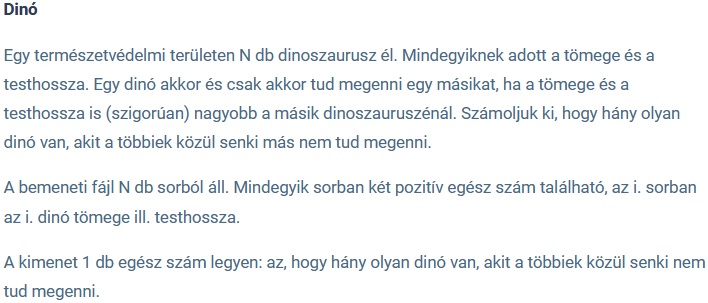 Dinó
Egy természetvédelmi területen N db dinoszaurusz él. Mindegyiknek adott a tömege és a
testhossza. Egy dinó akkor és csak akkor tud megenni egy másikat, ha a tömege és a
testhossza is (szigorúan) nagyobb a másik dinoszauruszénál. Számoljuk ki, hogy hány olyan
dinó van, akit a többiek közül senki más nem tud megenni.
A bemeneti fájl N db sorból áll. Mindegyik sorban két pozitív egész szám található, az i. sorban
az i. dinó tömege ill. testhossza.
A kimenet 1 db egész szám legyen: az, hogy hány olyan dinó van, akit a többiek közül senki nem
tud megenni.